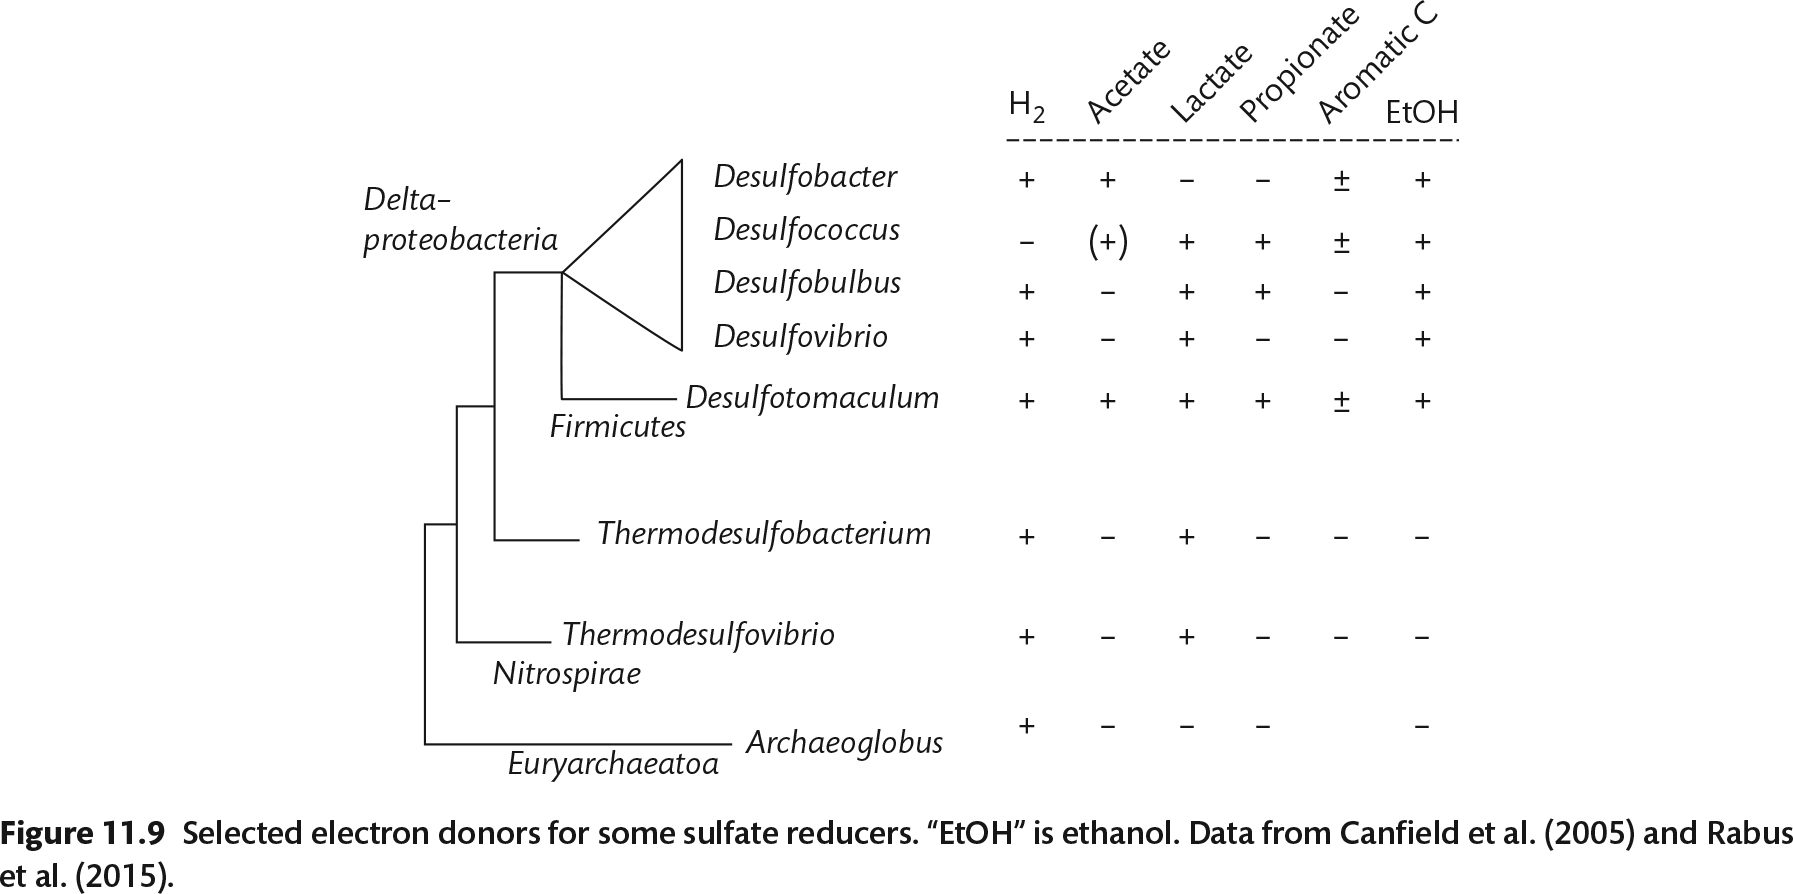 H2 Acetate Lactate Propionate Aromatic C EtOH
Delta–
proteobacteria
Desulfobacter + + – – ± +
Desulfococcus – (+) + + ± +
Desulfobulbus + – + + – +
Desulfovibrio + – + – – +
Desulfotomaculum + + + + ± +
Firmicutes
Thermodesulfobacterium + – + – – –
Thermodesulfovibrio + – + – – –
Nitrospirae
Archaeoglobus + – – – –
Euryarchaeatoa
Figure 11.9 Selected electron donors for some sulfate reducers. “EtOH” is ethanol. Data from Canfield et al. (2005) and Rabus
et al. (2015).